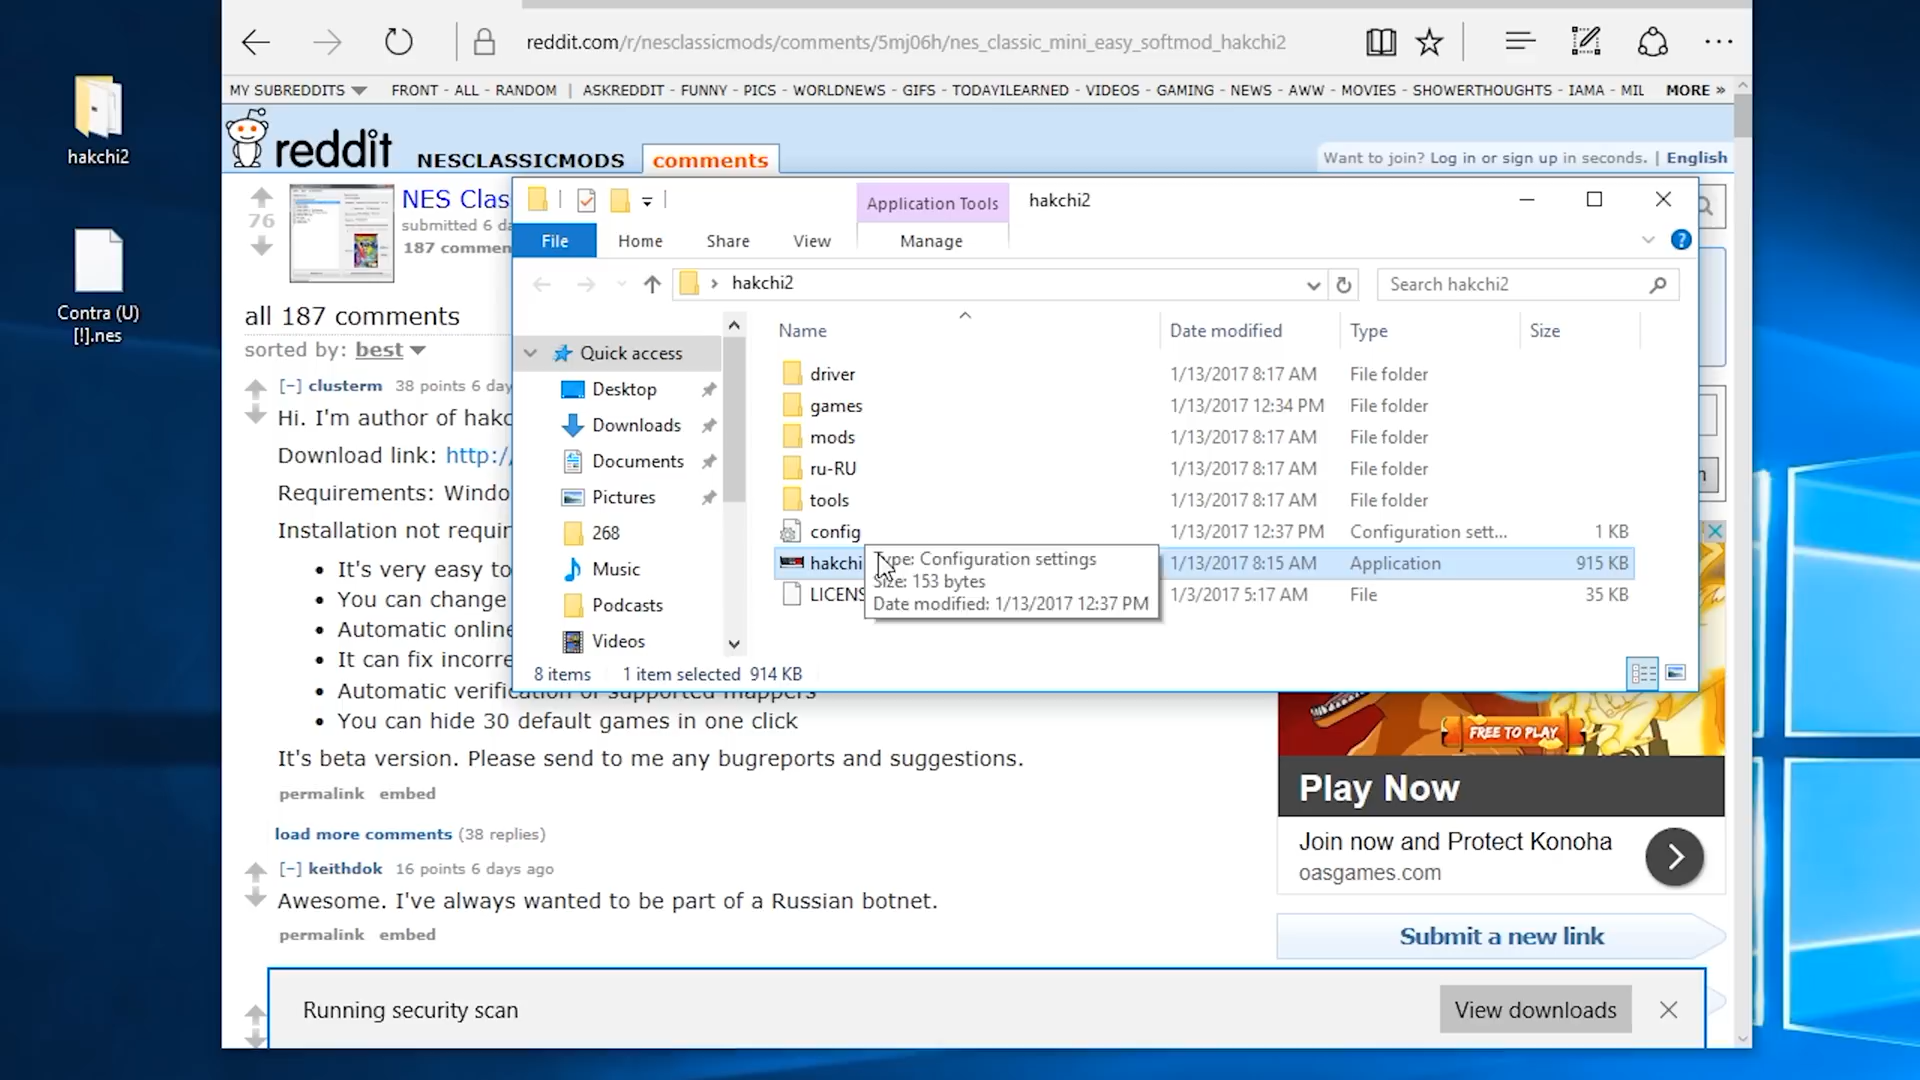 hakchi2
Contra (U)
[!].nes
reddit.com/r/nesclassicmods/comments/5mj06h/nes_classic_mini_easy_softmod_hakchi2
MY SUBREDDITS FRONT - ALL - RANDOM | ASKREDDIT - FUNNY - PICS - WORLDNEWS - GIFS - TODAYILEARNED - VIDEOS - GAMING - NEWS - AWW - MOVIES - SHOWERTHOUGHTS - IAMA - MIL MORE »
reddit NESCLASSICMODS comments
Want to join? Log in or sign up in seconds. | English
76
NES Clas
submitted 6 d
187 commen
all 187 comments
sorted by: best
[–] clusterm 38 points 6 day
Hi. I'm author of hakc
Download link: http:/
Requirements: Windo
Installation not requir
• It's very easy to
• You can change
• Automatic online
• It can fix incorre
• Automatic verification of supported mappers
• You can hide 30 default games in one click
It's beta version. Please send to me any bugreports and suggestions.
permalink embed
load more comments (38 replies)
[–] keithdok 16 points 6 days ago
Awesome. I've always wanted to be part of a Russian botnet.
permalink embed
Application Tools hakchi2
File Home Share View Manage
hakchi2
Search hakchi2
Quick access
Desktop
Downloads
Documents
Pictures
268
Music
Podcasts
Videos
Name Date modified Type Size
driver 1/13/2017 8:17 AM File folder
games 1/13/2017 12:34 PM File folder
mods 1/13/2017 8:17 AM File folder
ru-RU 1/13/2017 8:17 AM File folder
tools 1/13/2017 8:17 AM File folder
config 1/13/2017 12:37 PM Configuration sett... 1 KB
hakchi 1/13/2017 8:15 AM Application 915 KB
LICENS 1/3/2017 5:17 AM File 35 KB
Type: Configuration settings
Size: 153 bytes
Date modified: 1/13/2017 12:37 PM
8 items 1 item selected 914 KB
FREE TO PLAY
Play Now
Join now and Protect Konoha
oasgames.com
Submit a new link
Running security scan
View downloads